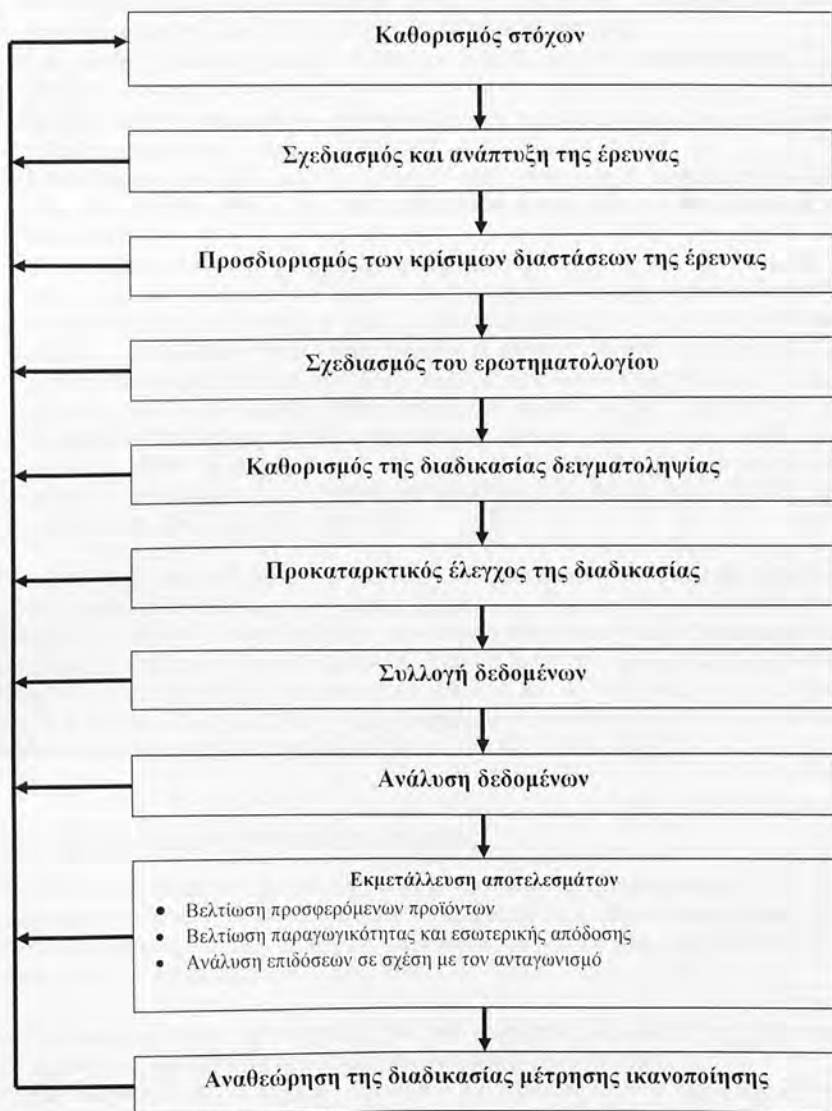 Καθορισμός στόχων
Σχεδιασμός και ανάπτυξη της έρευνας
Προσδιορισμός των κρίσιμων διαστάσεων της έρευνας
Σχεδιασμός του ερωτηματολογίου
Καθορισμός της διαδικασίας δειγματοληψίας
Προκαταρκτικός έλεγχος της διαδικασίας
Συλλογή δεδομένων
Ανάλυση δεδομένων
Εκμετάλλευση αποτελεσμάτων
• Βελτίωση προσφερόμενων προϊόντων
• Βελτίωση παραγωγικότητας και εσωτερικής απόδοσης
• Ανάλυση επιδόσεων σε σχέση με τον ανταγωνισμό
Αναθεώρηση της διαδικασίας μέτρησης ικανοποίησης